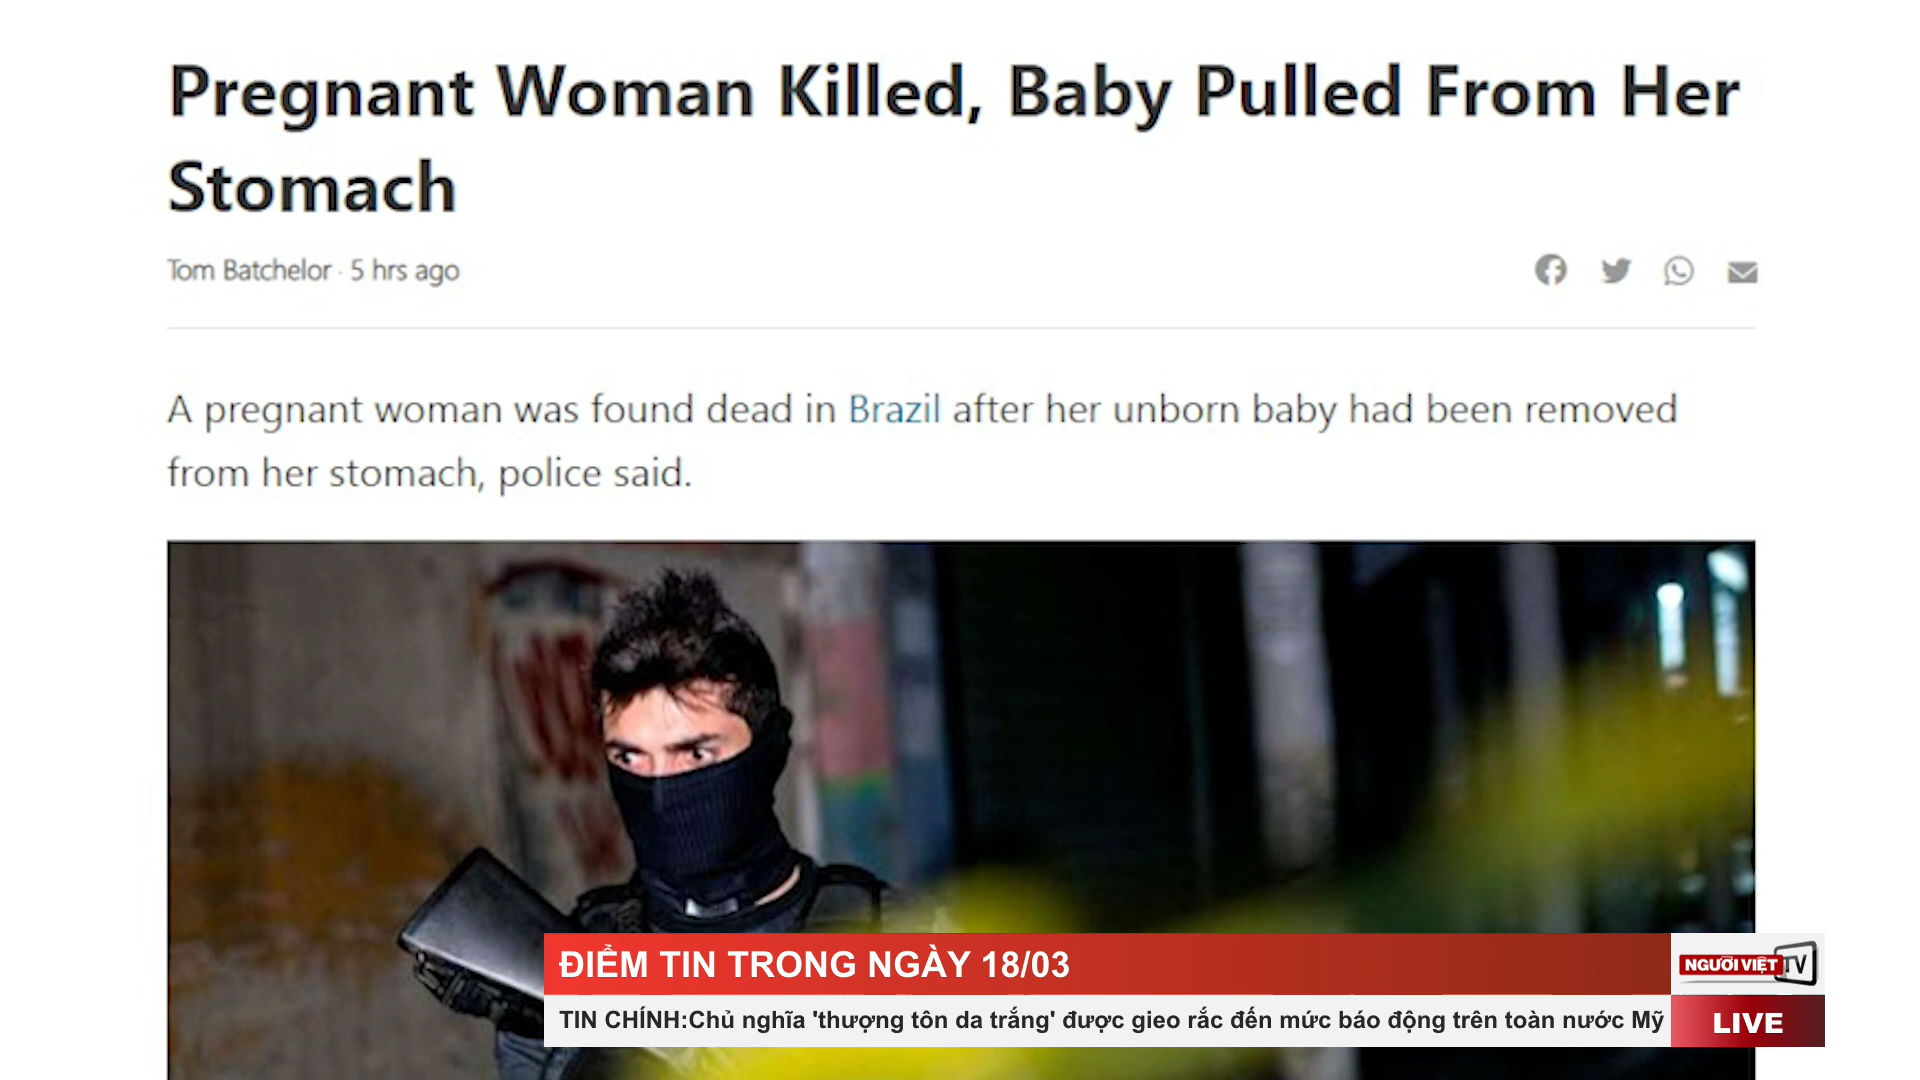 Pregnant Woman Killed, Baby Pulled From Her
Stomach
Tom Batchelor · 5 hrs ago
A pregnant woman was found dead in Brazil after her unborn baby had been removed
from her stomach, police said.
ĐIỂM TIN TRONG NGÀY 18/03
NGƯỜI VIỆT TV
TIN CHÍNH:Chủ nghĩa 'thượng tôn da trắng' được gieo rắc đến mức báo động trên toàn nước Mỹ
LIVE